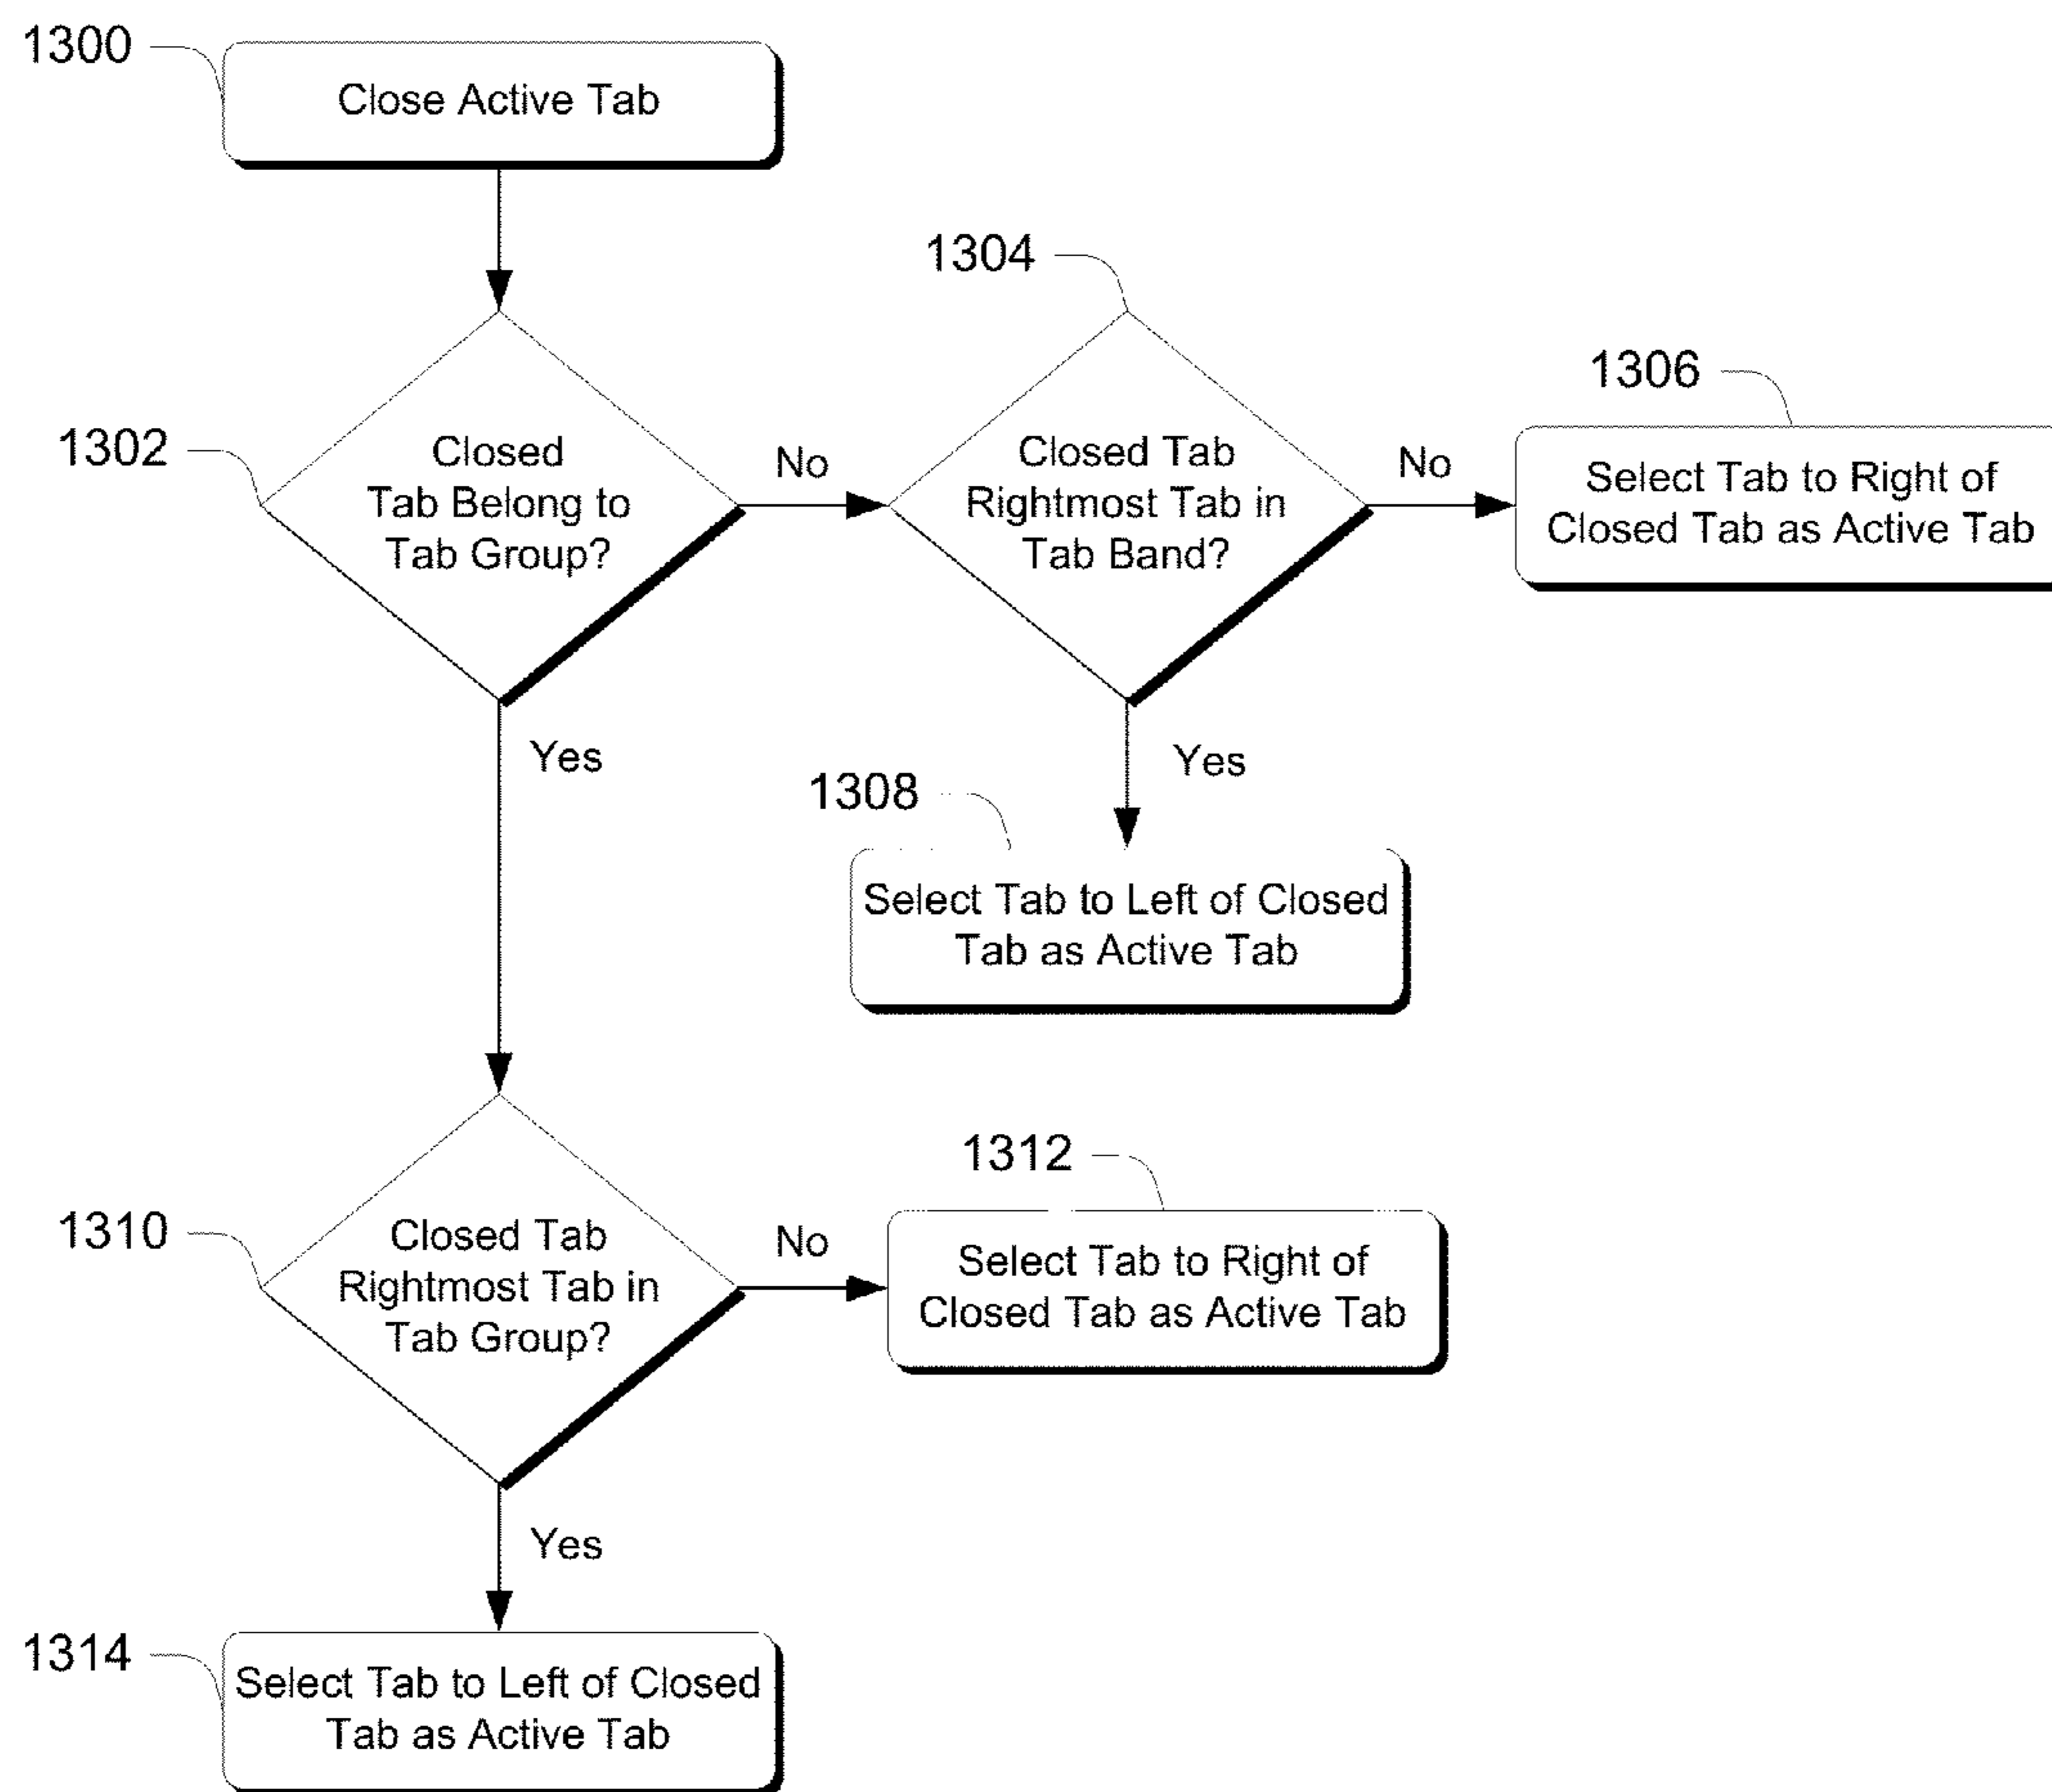 1300
Close Active Tab
1302
Closed
Tab Belong to
Tab Group?
No
1304
Closed Tab
Rightmost Tab in
Tab Band?
No
1306
Select Tab to Right of
Closed Tab as Active Tab
Yes
1308
Select Tab to Left of Closed
Tab as Active Tab
Yes
1310
Closed Tab
Rightmost Tab in
Tab Group?
No
1312
Select Tab to Right of
Closed Tab as Active Tab
Yes
1314
Select Tab to Left of Closed
Tab as Active Tab